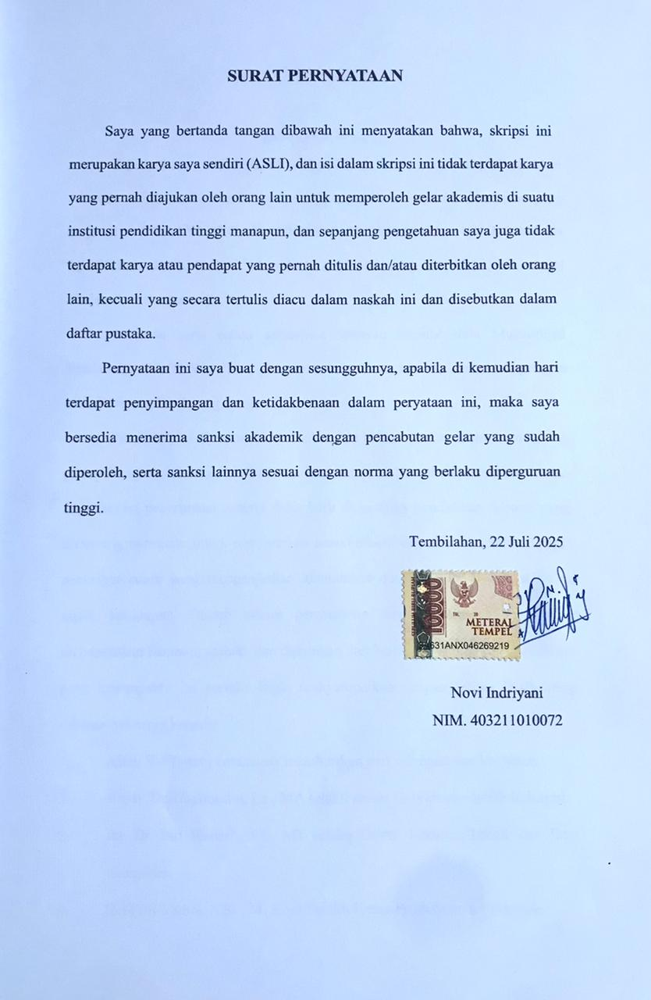 SURAT PERNYATAAN
Saya yang bertanda tangan dibawah ini menyatakan bahwa, skripsi ini
merupakan karya saya sendiri (ASLI), dan isi dalam skripsi ini tidak terdapat karya
yang pernah diajukan oleh orang lain untuk memperoleh gelar akademis di suatu
institusi pendidikan tinggi manapun, dan sepanjang pengetahuan saya juga tidak
terdapat karya atau pendapat yang pernah ditulis dan/atau diterbitkan oleh orang
lain, kecuali yang secara tertulis diacu dalam naskah ini dan disebutkan dalam
daftar pustaka.
Pernyataan ini saya buat dengan sesungguhnya, apabila di kemudian hari
terdapat penyimpangan dan ketidakbenaan dalam peryataan ini, maka saya
bersedia menerima sanksi akademik dengan pencabutan gelar yang sudah
diperoleh, serta sanksi lainnya sesuai dengan norma yang berlaku diperguruan
tinggi.
Tembilahan, 22 Juli 2025
10000
TGL. 20
METERAI
TEMPEL
631ANX046269219
Novi Indriyani
NIM. 403211010072